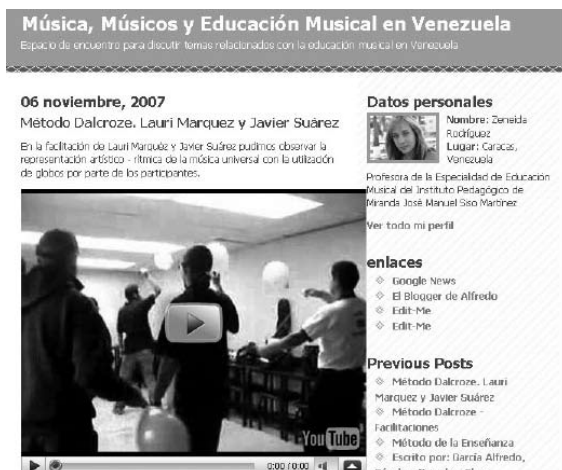 Música, Músicos y Educación Musical en Venezuela
Espacio de encuentro para discutir temas relacionados con la educación musical en Venezuela
06 noviembre, 2007
Método Dalcroze. Lauri Marquez y Javier Suárez
En la facilitación de Lauri Marquéz y Javier Suárez pudimos observar la
representación artístico - rítmica de la música universal con la utilización
de globos por parte de los participantes.
YouTube
0:00 / 0:00
Datos personales
Nombre: Zeneida
Rodríguez
Lugar: Caracas,
Venezuela
Profesora de la Especialidad de Educación
Musical del Instituto Pedagógico de
Miranda José Manuel Siso Martínez
Ver todo mi perfil
enlaces
Google News
El Blogger de Alfredo
Edit-Me
Edit-Me
Previous Posts
Método Dalcroze. Lauri
Marquez y Javier Suárez
Método Dalcroze -
Facilitaciones
Método de la Enseñanza
Escrito por: García Alfredo,